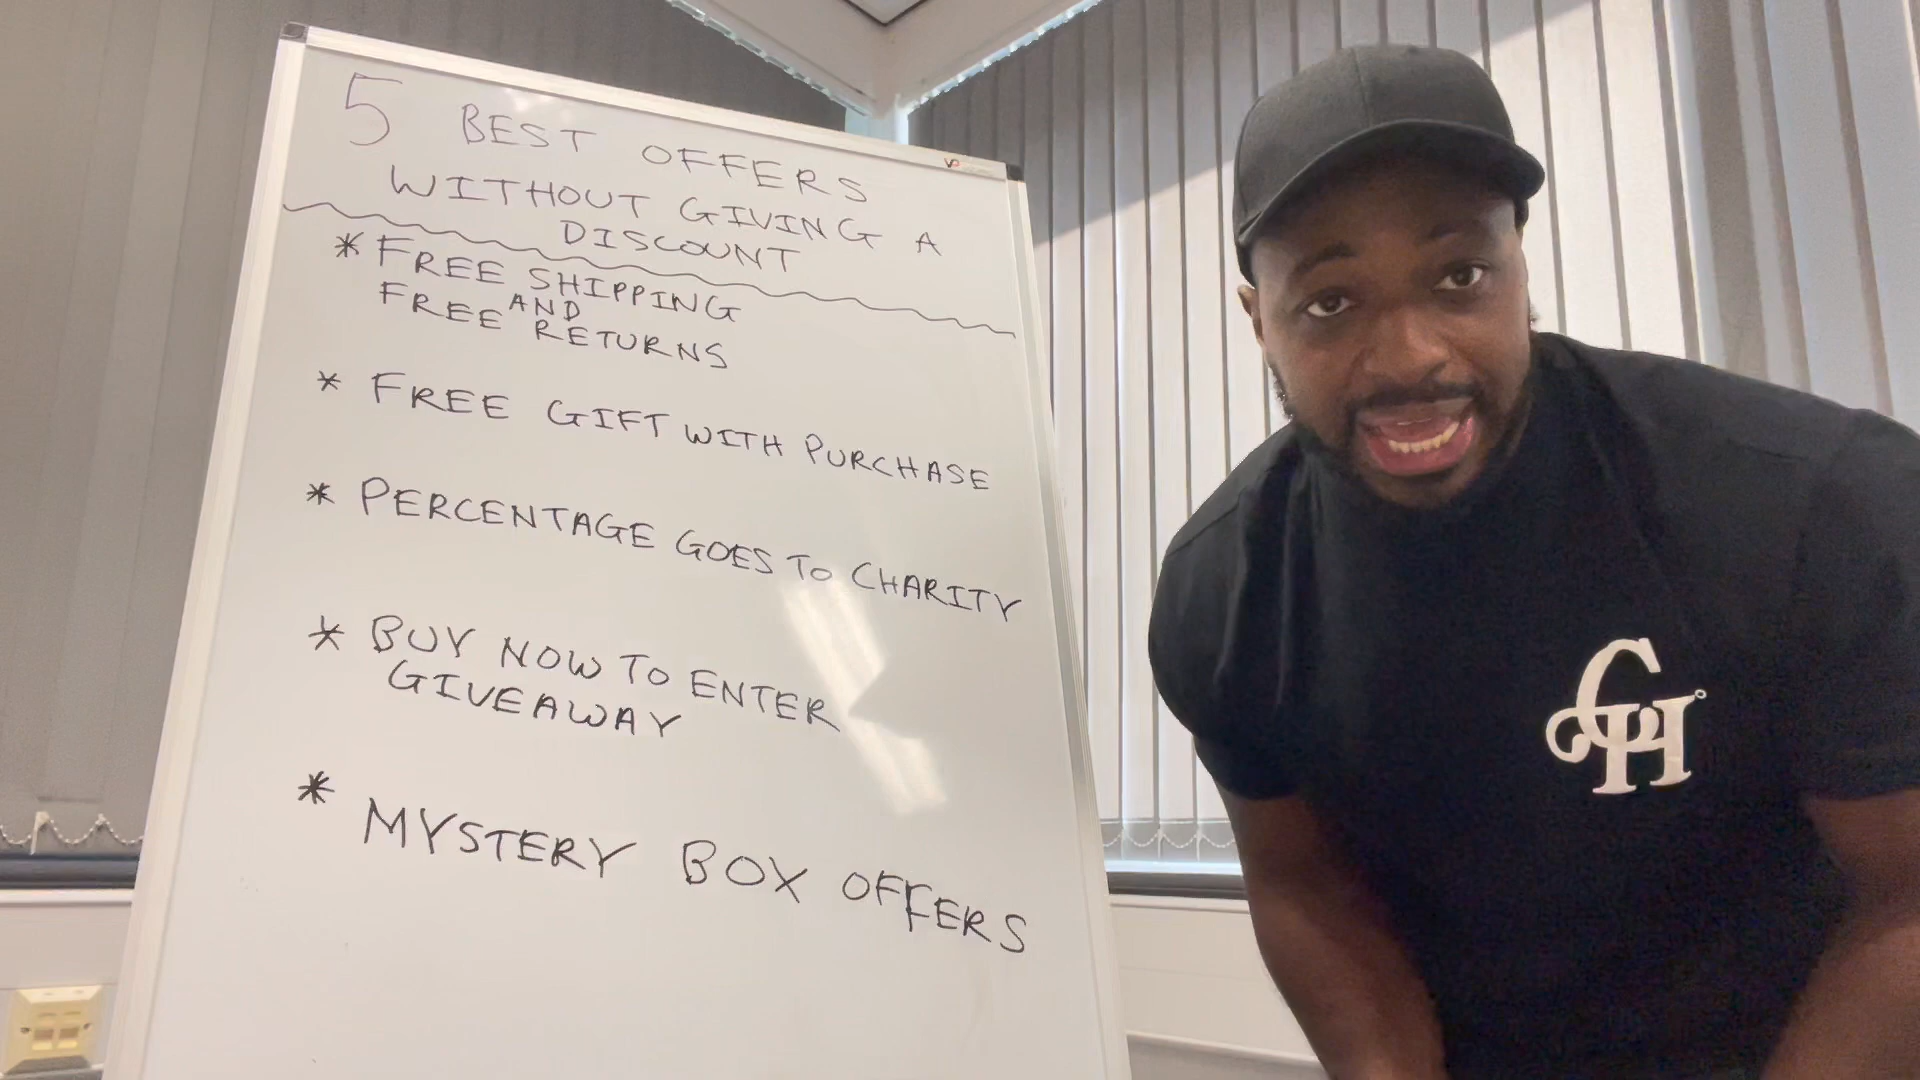 5 BEST OFFERS
WITHOUT GIVING A
DISCOUNT
* FREE SHIPPING
AND
FREE RETURNS
* FREE GIFT WITH PURCHASE
* PERCENTAGE GOES TO CHARITY
* BUY NOW TO ENTER
GIVEAWAY
* MYSTERY BOX OFFERS
GH